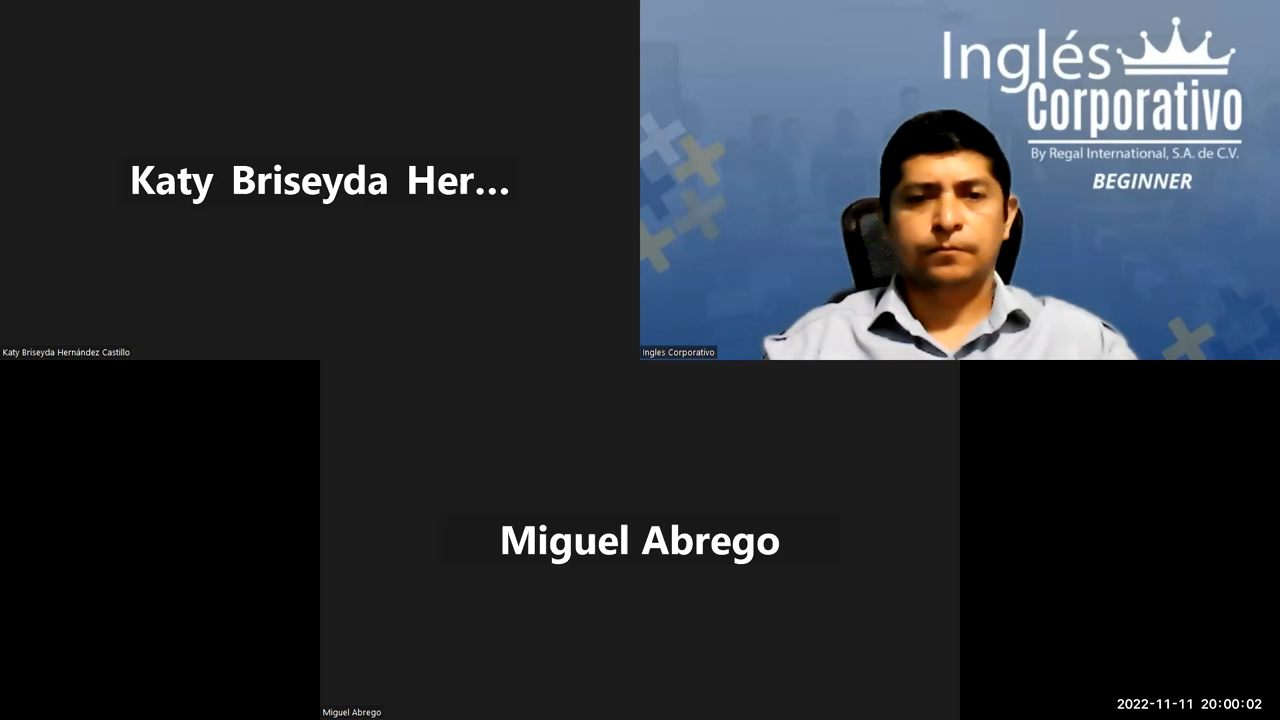 Katy Briseyda Her...
Katy Briseyda Hernández Castillo
Inglés
Corporativo
By Regal International, S.A. de C.V.
BEGINNER
Ingles Corporativo
Miguel Abrego
Miguel Abrego
2022-11-11 20:00:02